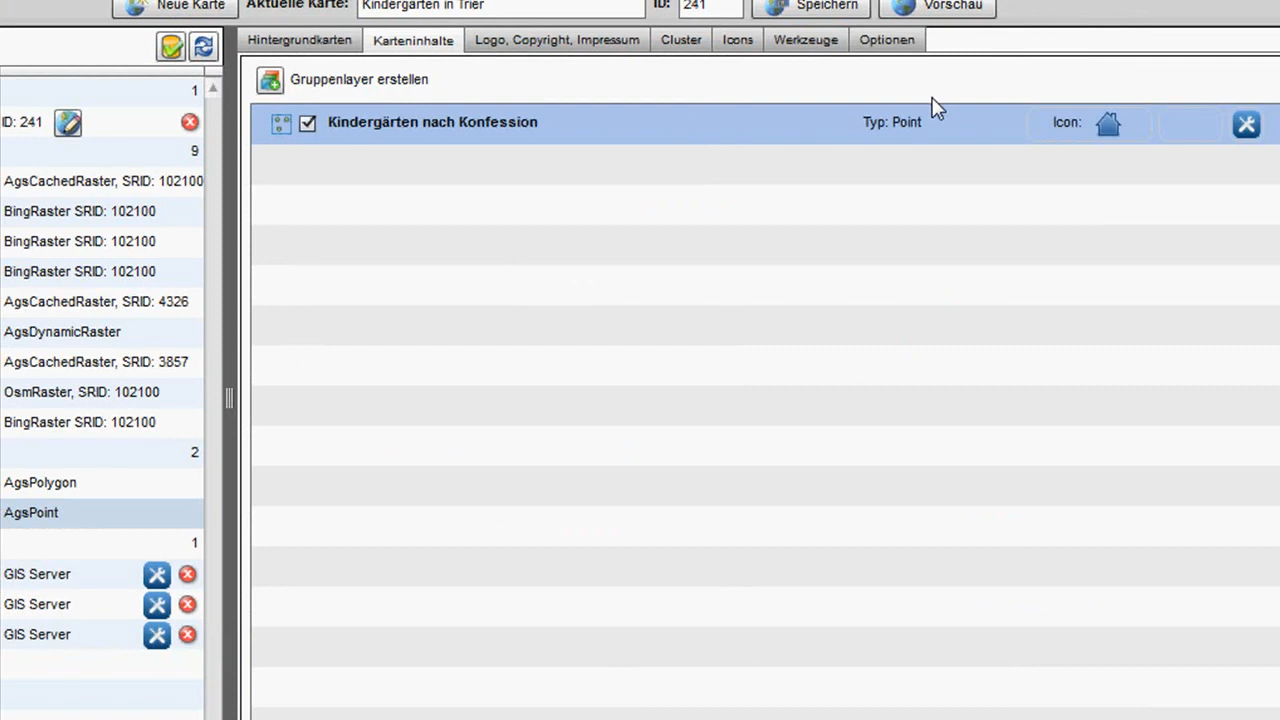 Neue Karte
Aktuelle Karte: Kindergärten in Trier ID: 241 Speichern Vorschau
Hintergrundkarten Karteninhalte Logo, Copyright, Impressum Cluster Icons Werkzeuge Optionen
Gruppenlayer erstellen
Kindergärten nach Konfession Typ: Point Icon:
1
ID: 241
9
AgsCachedRaster, SRID: 102100
BingRaster SRID: 102100
BingRaster SRID: 102100
BingRaster SRID: 102100
AgsCachedRaster, SRID: 4326
AgsDynamicRaster
AgsCachedRaster, SRID: 3857
OsmRaster, SRID: 102100
BingRaster SRID: 102100
2
AgsPolygon
AgsPoint
1
GIS Server
GIS Server
GIS Server